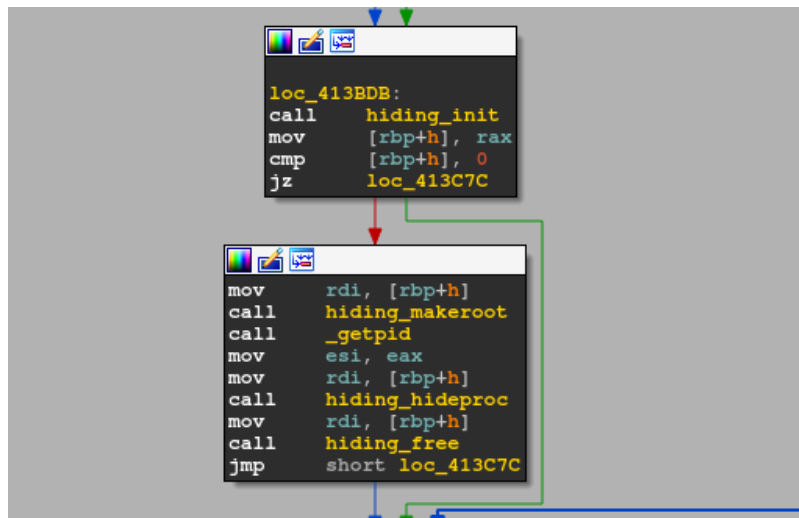 loc_413BDB:
call hiding_init
mov [rbp+h], rax
cmp [rbp+h], 0
jz loc_413C7C
mov rdi, [rbp+h]
call hiding_makeroot
call _getpid
mov esi, eax
mov rdi, [rbp+h]
call hiding_hideproc
mov rdi, [rbp+h]
call hiding_free
jmp short loc_413C7C